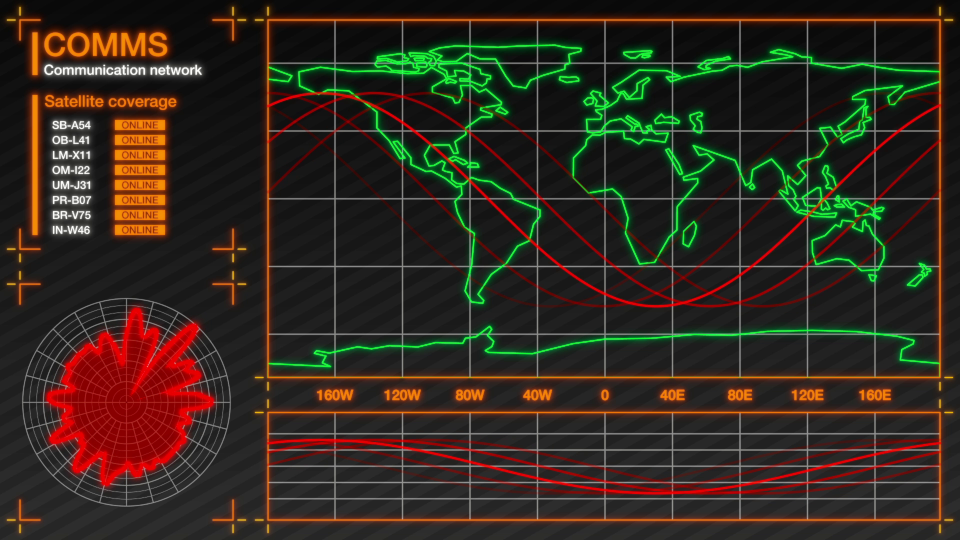 COMMS
Communication network
Satellite coverage
SB-A54 ONLINE
OB-L41 ONLINE
LM-X11 ONLINE
OM-I22 ONLINE
UM-J31 ONLINE
PR-B07 ONLINE
BR-V75 ONLINE
IN-W46 ONLINE
160W 120W 80W 40W 0 40E 80E 120E 160E